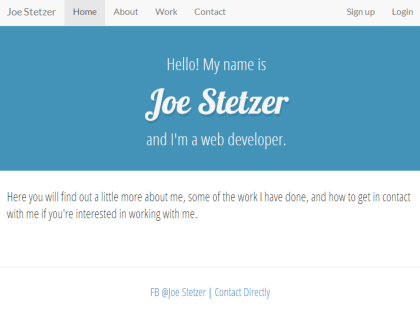 Joe Stetzer Home About Work Contact Sign up Login
Hello! My name is
Joe Stetzer
and I'm a web developer.
Here you will find out a little more about me, some of the work I have done, and how to get in contact
with me if you're interested in working with me.
FB @Joe Stetzer | Contact Directly